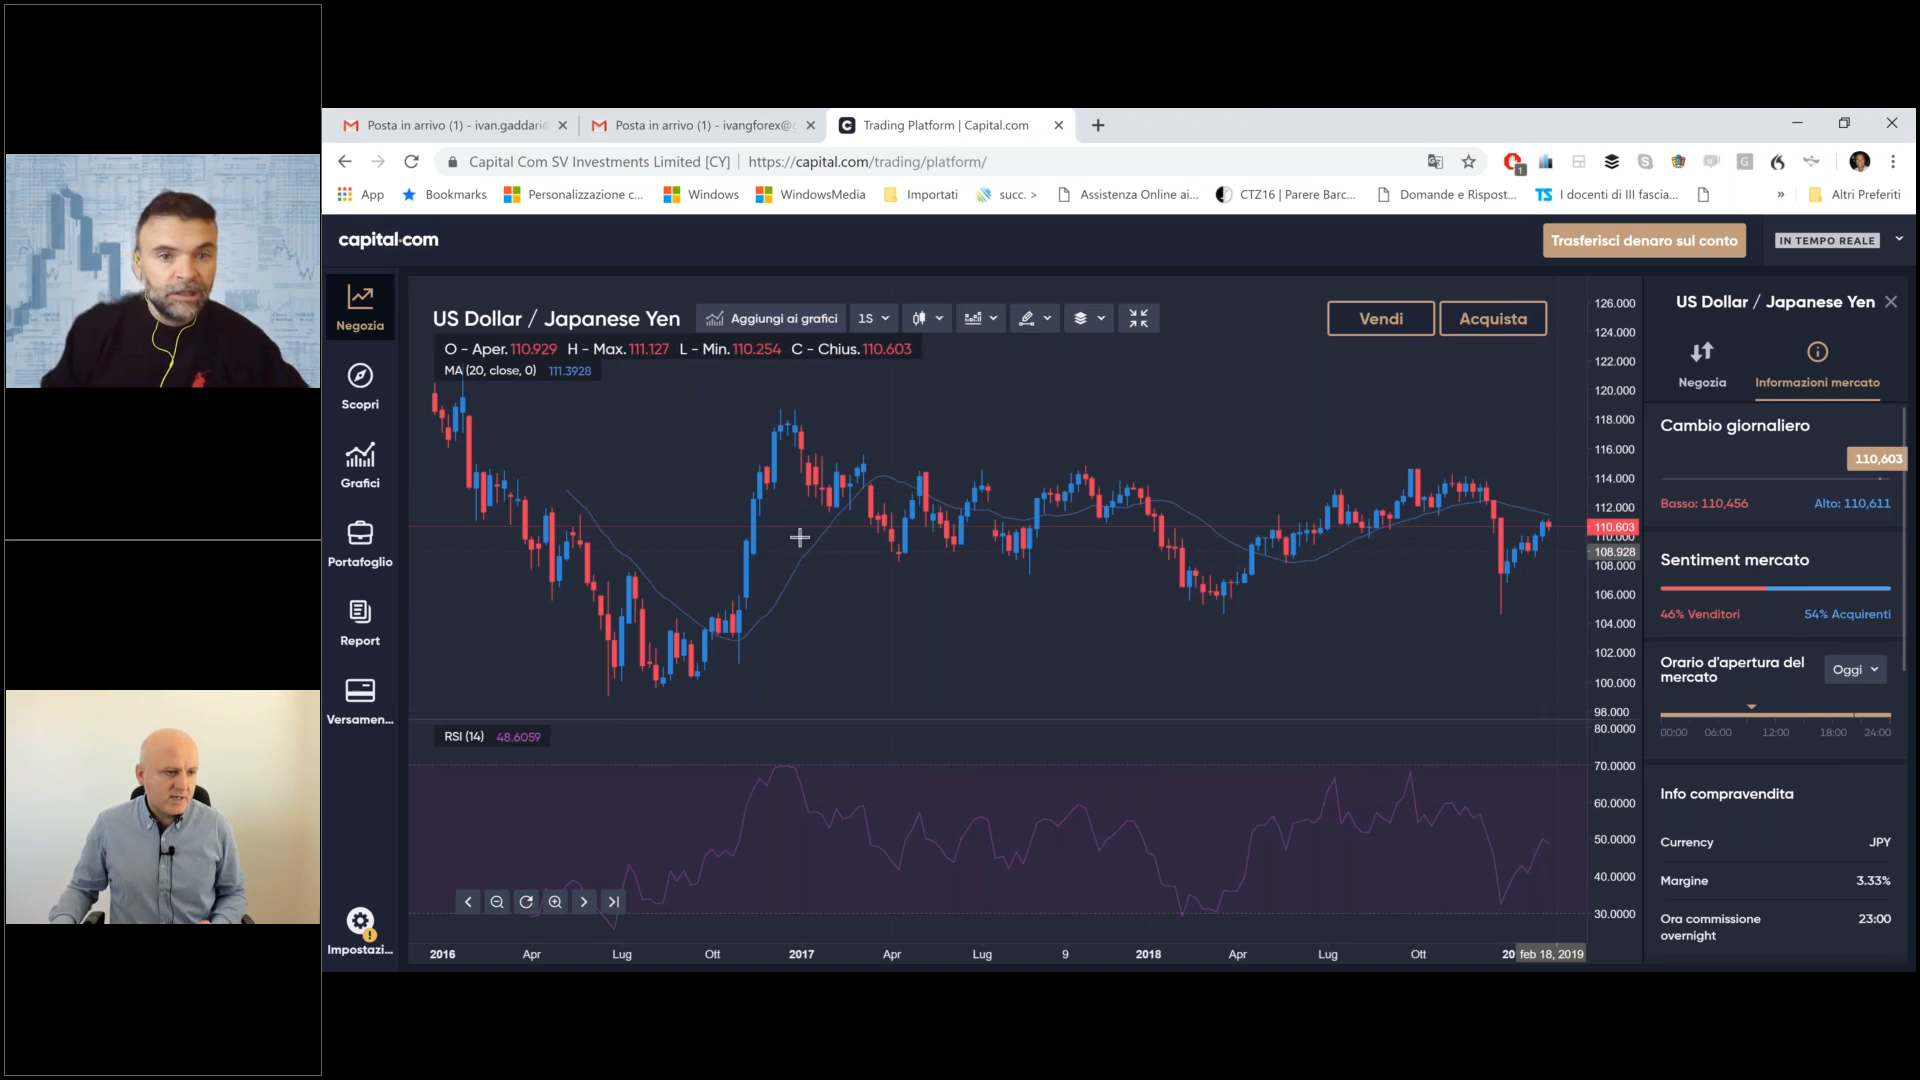 Posta in arrivo (1) - ivan.gaddari
Posta in arrivo (1) - ivangforex@g
Trading Platform | Capital.com
Capital Com SV Investments Limited [CY]
https://capital.com/trading/platform/
App
Bookmarks
Personalizzazione c...
Windows
WindowsMedia
Importati
succ. >
Assistenza Online ai...
CTZ16 | Parere Barc...
Domande e Rispost...
TS
I docenti di III fascia...
»
Altri Preferiti
capital.com
Trasferisci denaro sul conto
IN TEMPO REALE
Negozia
Scopri
Grafici
Portafoglio
Report
Versamen...
Impostazi...
US Dollar / Japanese Yen
Aggiungi ai grafici
1S
Vendi
Acquista
O - Aper. 110.929 H - Max. 111.127 L - Min. 110.254 C - Chius. 110.603
MA (20, close, 0) 111.3928
126.000
124.000
122.000
120.000
118.000
116.000
114.000
112.000
110.603
110.000
108.928
108.000
106.000
104.000
102.000
100.000
98.000
RSI (14) 48.6059
80.0000
70.0000
60.0000
50.0000
40.0000
30.0000
2016 Apr Lug Ott 2017 Apr Lug 9 2018 Apr Lug Ott 20 feb 18, 2019
US Dollar / Japanese Yen
Negozia
Informazioni mercato
Cambio giornaliero
110,603
Basso: 110,456
Alto: 110,611
Sentiment mercato
46% Venditori
54% Acquirenti
Orario d'apertura del
mercato
Oggi
00:00 06:00 12:00 18:00 24:00
Info compravendita
Currency JPY
Margine 3.33%
Ora commissione 23:00
overnight